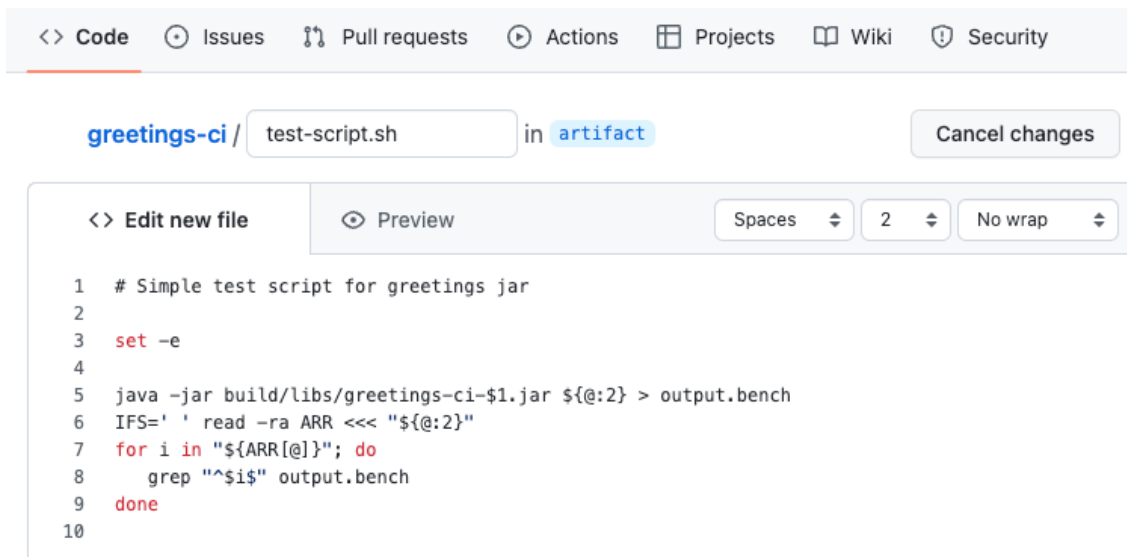 <> Code Issues Pull requests Actions Projects Wiki Security
greetings-ci / test-script.sh in artifact Cancel changes
<> Edit new file Preview Spaces 2 No wrap
1 # Simple test script for greetings jar
2
3 set -e
4
5 java -jar build/libs/greetings-ci-$1.jar ${@:2} > output.bench
6 IFS=' ' read -ra ARR <<< "${@:2}"
7 for i in "${ARR[@]}"; do
8 grep "^$i$" output.bench
9 done
10